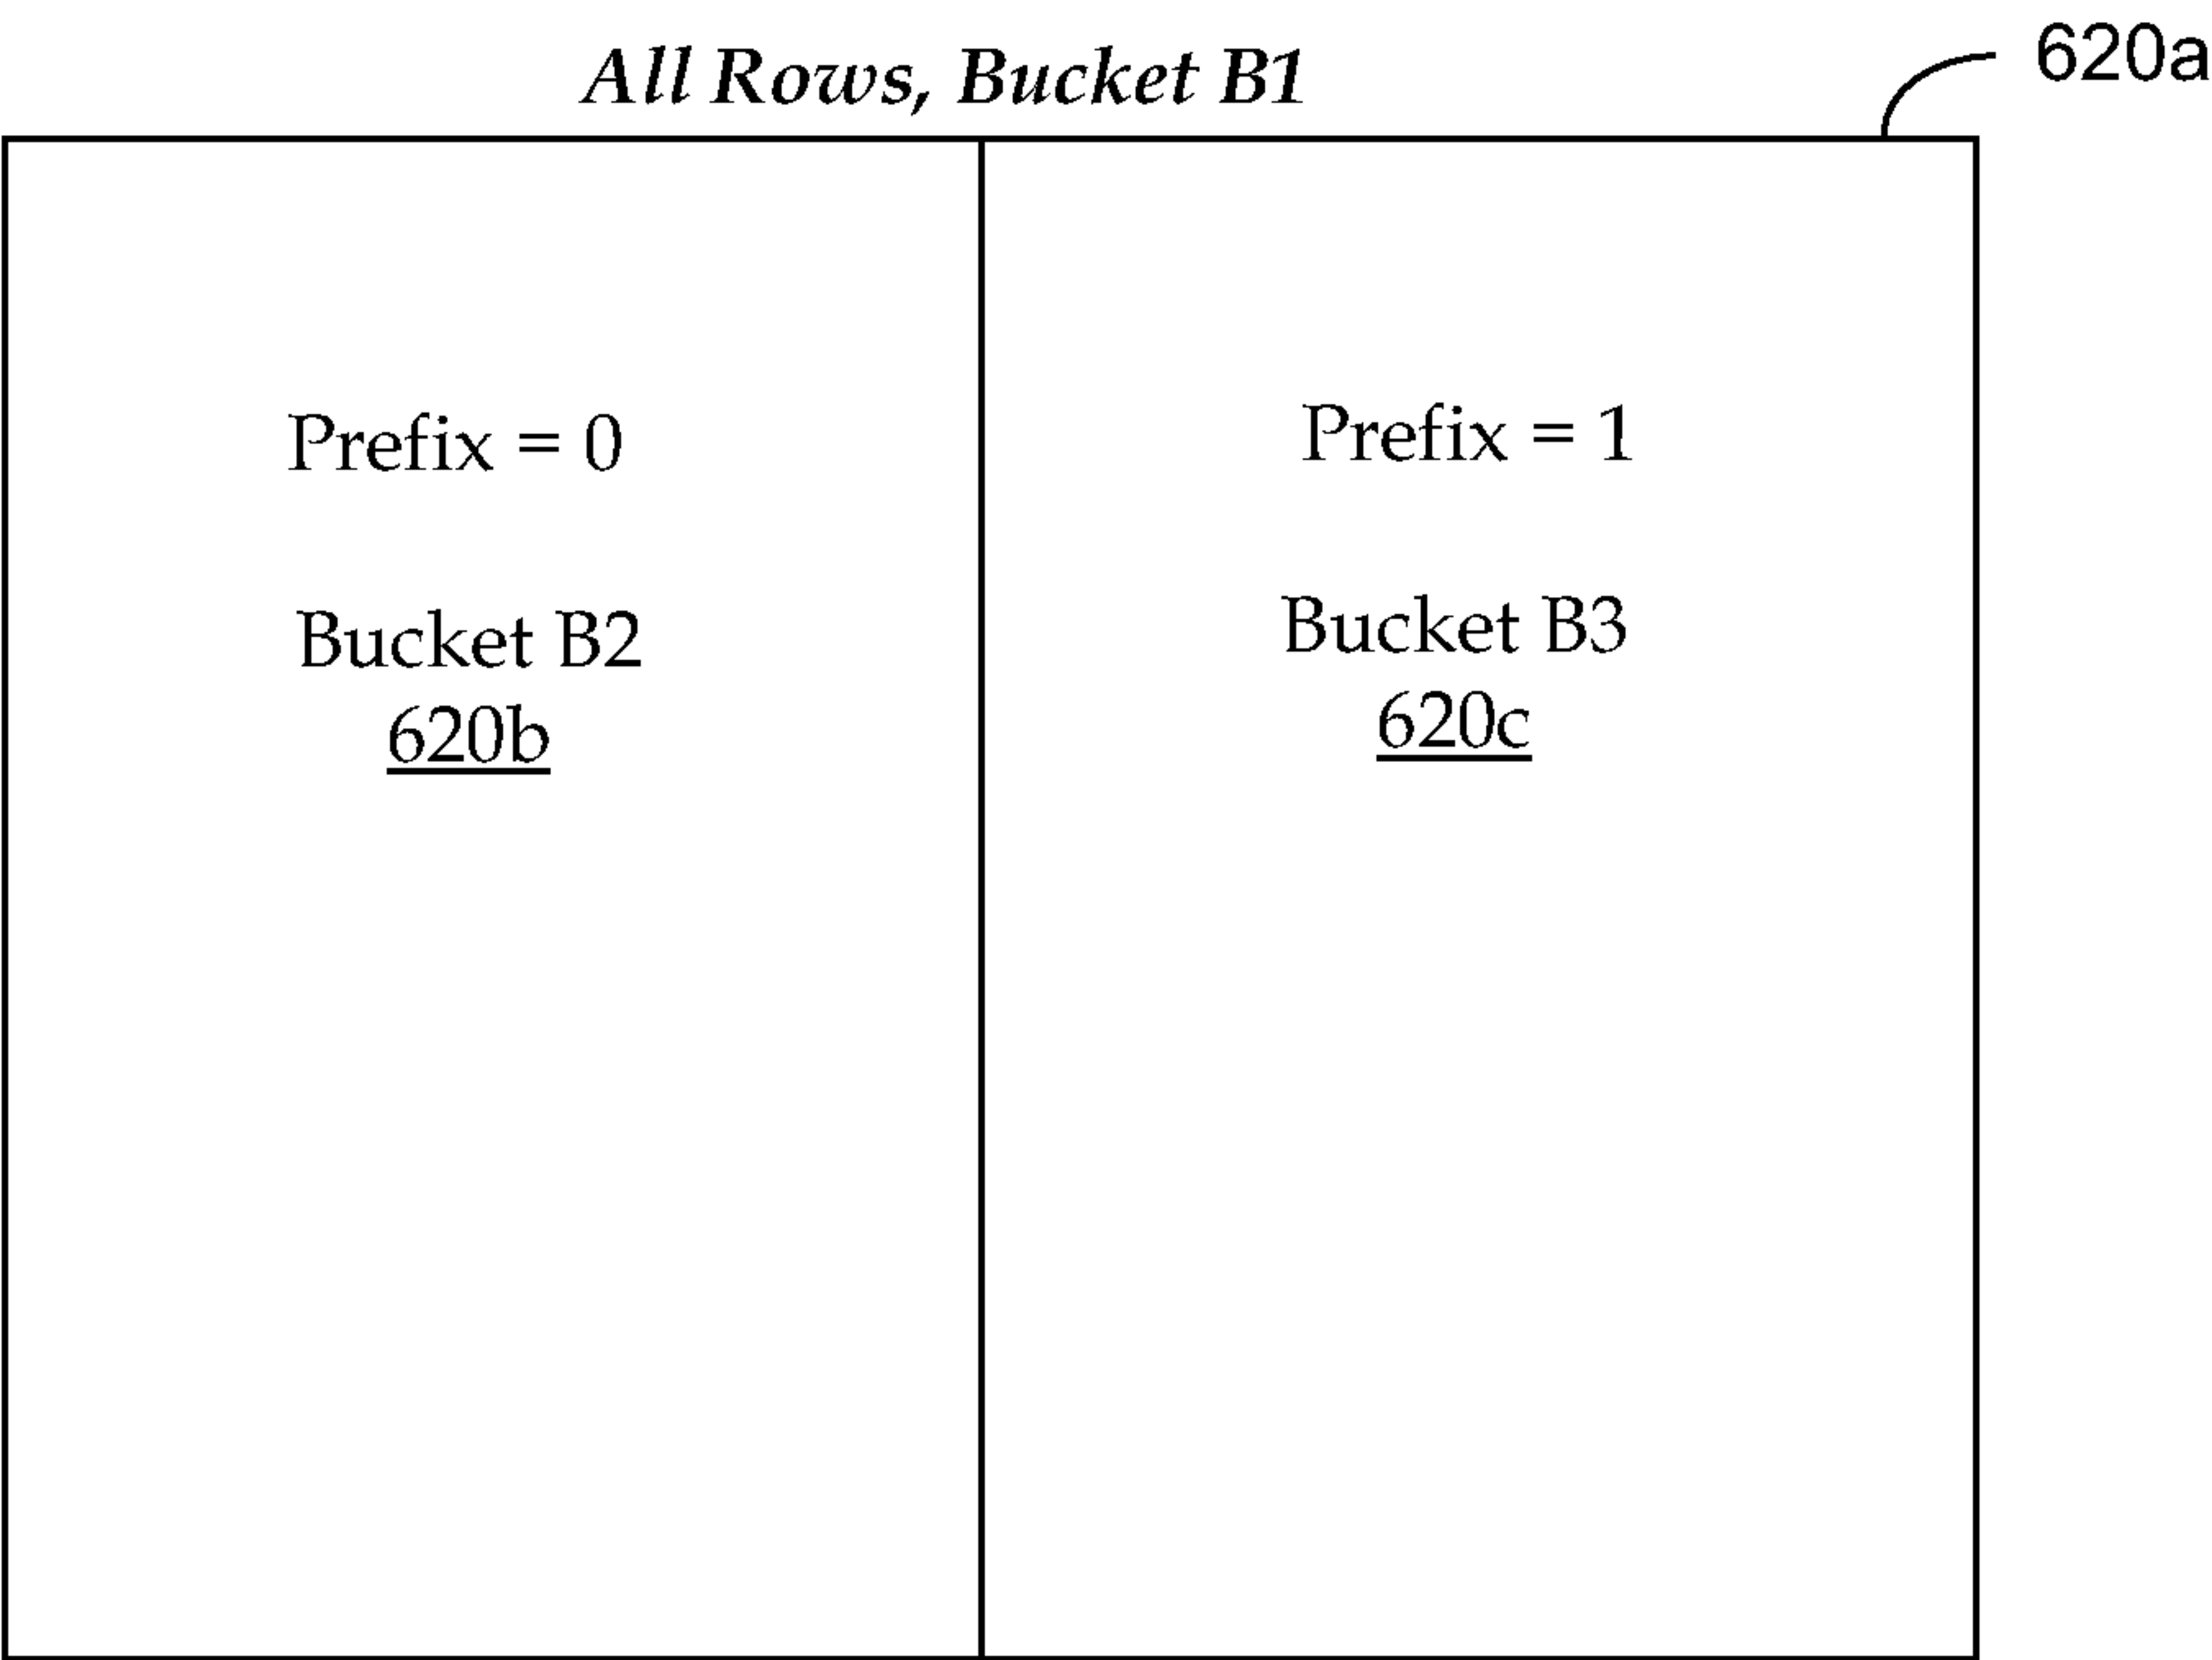 All Rows, Bucket B1
620a
Prefix = 0
Bucket B2
620b
Prefix = 1
Bucket B3
620c